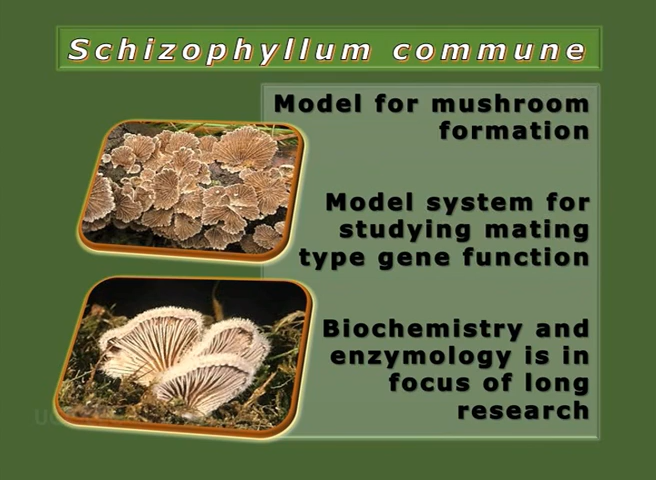 Schizophyllum commune
Model for mushroom
formation
Model system for
studying mating
type gene function
Biochemistry and
enzymology is in
focus of long
research